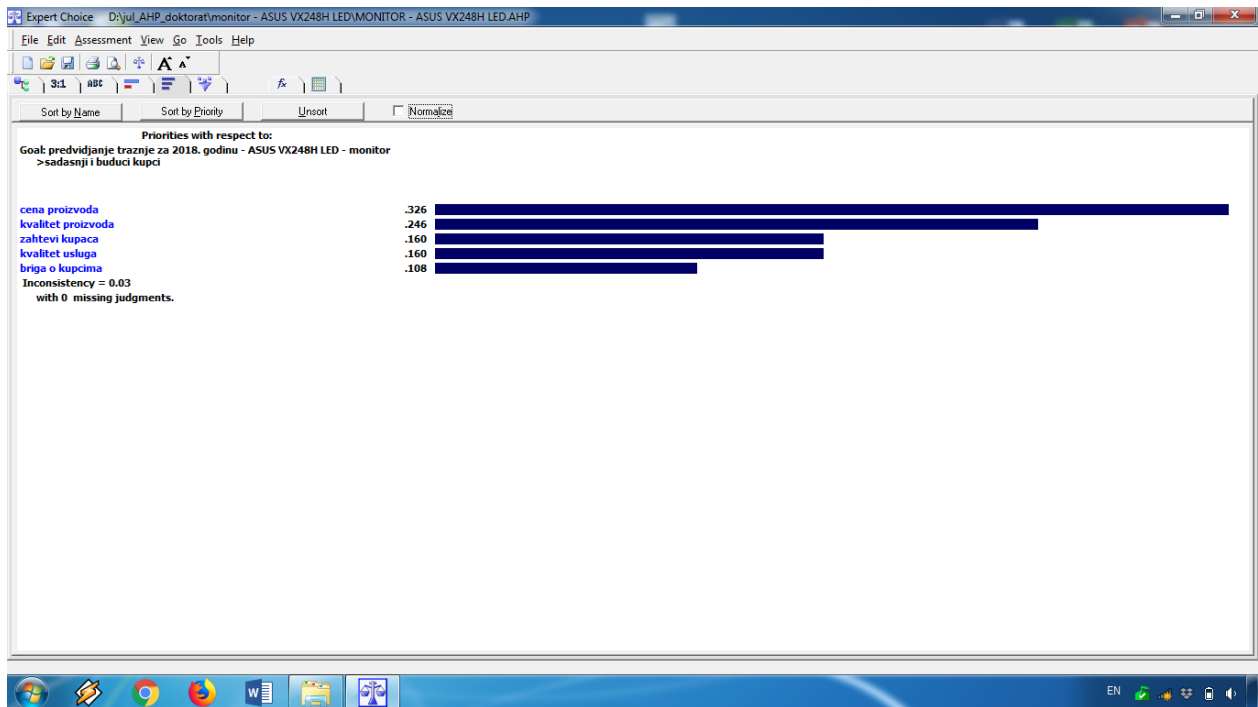 Expert Choice D:\jul_AHP_doktorat\monitor - ASUS VX248H LED\MONITOR - ASUS VX248H LED.AHP
File Edit Assessment View Go Tools Help
A A
3:1 ABC fx
Sort by Name Sort by Priority Unsort Normalize
Priorities with respect to:
Goal: predvidjanje traznje za 2018. godinu - ASUS VX248H LED - monitor
>sadasnji i buduci kupci
cena proizvoda .326
kvalitet proizvoda .246
zahtevi kupaca .160
kvalitet usluga .160
briga o kupcima .108
Inconsistency = 0.03
with 0 missing judgments.
W EN